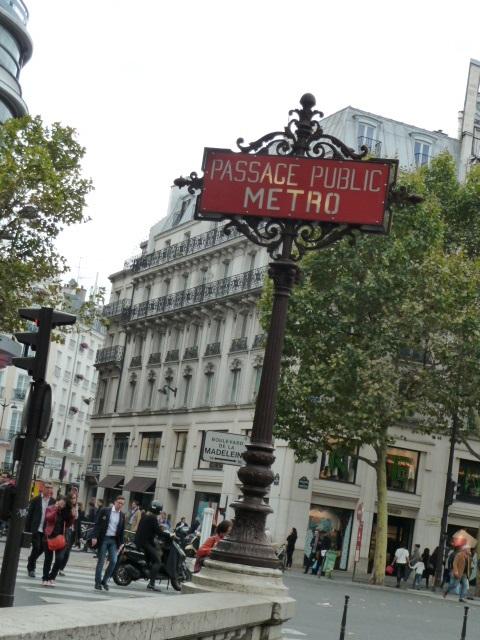 PASSAGE PUBLIC
METRO
BOULEVARD
DE LA
MADELEINE